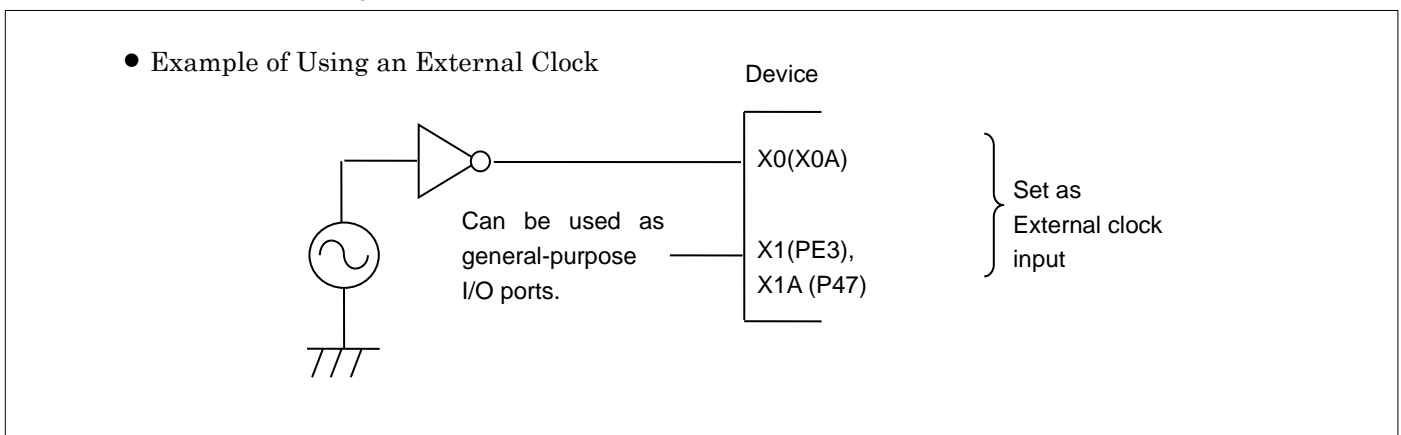 ● Example of Using an External Clock
Device
X0(X0A)
Can be used as
general-purpose
I/O ports.
X1(PE3),
X1A (P47)
Set as
External clock
input